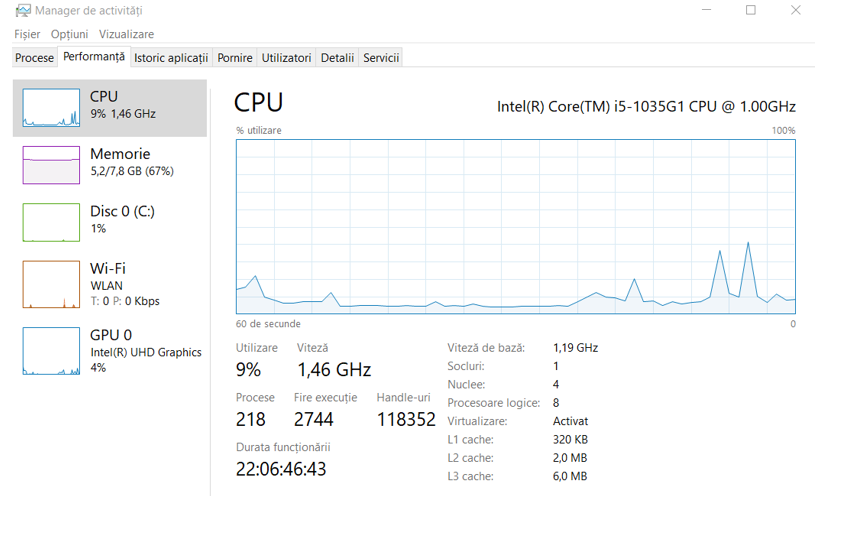 Manager de activități
Fișier Opțiuni Vizualizare
Procese Performanță Istoric aplicații Pornire Utilizatori Detalii Servicii
CPU
9% 1,46 GHz
Memorie
5,2/7,8 GB (67%)
Disc 0 (C:)
1%
Wi-Fi
WLAN
T: 0 P: 0 Kbps
GPU 0
Intel(R) UHD Graphics
4%
CPU Intel(R) Core(TM) i5-1035G1 CPU @ 1.00GHz
% utilizare 100%
60 de secunde 0
Utilizare Viteză
9% 1,46 GHz
Procese Fire execuție Handle-uri
218 2744 118352
Durata funcționării
22:06:46:43
Viteză de bază: 1,19 GHz
Socluri: 1
Nuclee: 4
Procesoare logice: 8
Virtualizare: Activat
L1 cache: 320 KB
L2 cache: 2,0 MB
L3 cache: 6,0 MB